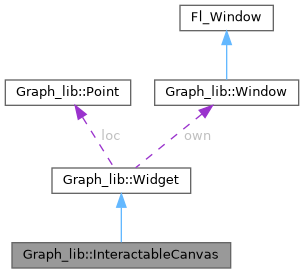 Fl_Window
Graph_lib::Point
Graph_lib::Window
loc
own
Graph_lib::Widget
Graph_lib::InteractableCanvas